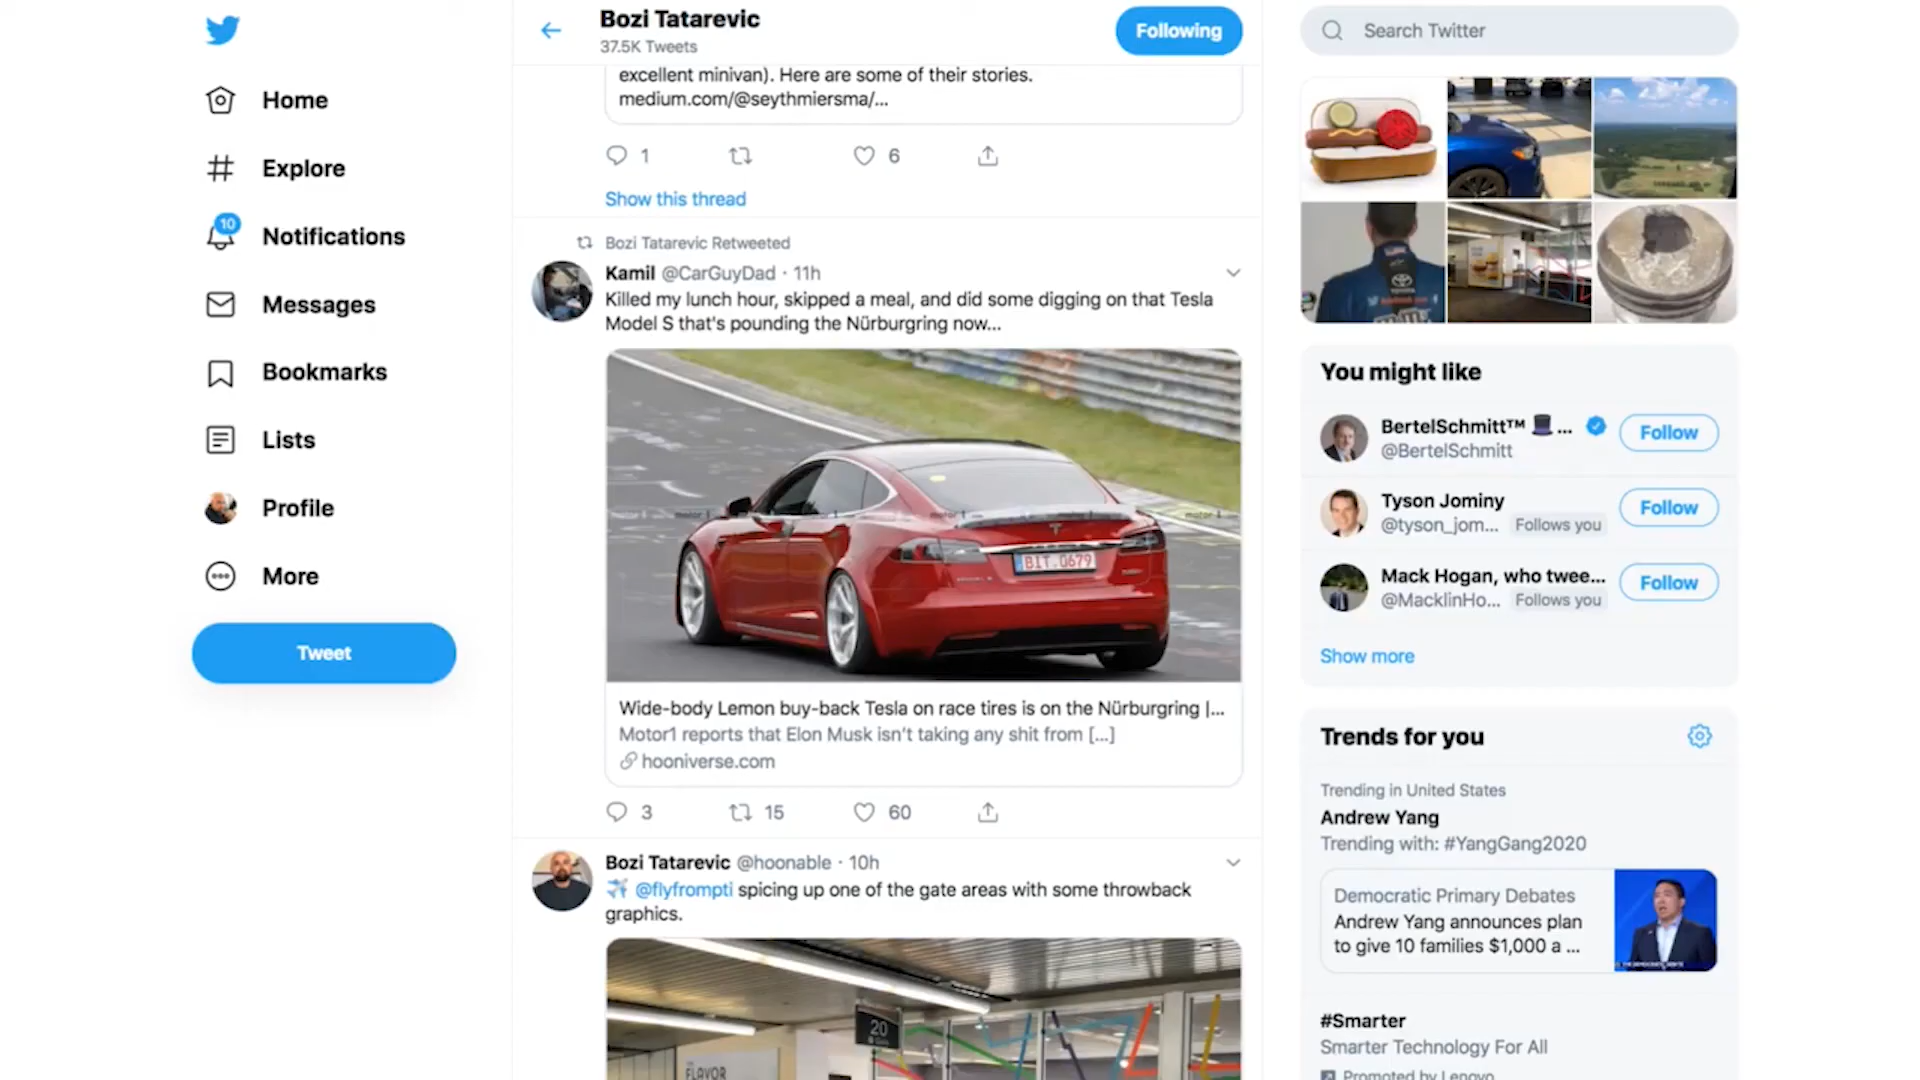 Home
Explore
10
Notifications
Messages
Bookmarks
Lists
Profile
More
Tweet
Bozi Tatarevic
37.5K Tweets
Following
excellent minivan). Here are some of their stories.
medium.com/@seythmiersma/...
1
6
Show this thread
Bozi Tatarevic Retweeted
Kamil @CarGuyDad · 11h
Killed my lunch hour, skipped a meal, and did some digging on that Tesla
Model S that's pounding the Nürburgring now...
BIT Q679
Wide-body Lemon buy-back Tesla on race tires is on the Nürburgring |...
Motor1 reports that Elon Musk isn't taking any shit from [...]
hooniverse.com
3
15
60
Bozi Tatarevic @hoonable · 10h
✈️ @flyfrompti spicing up one of the gate areas with some throwback
graphics.
20
FLAVOR
Search Twitter
You might like
BertelSchmitt™ 🎩...
@BertelSchmitt
Follow
Tyson Jominy
@tyson_jom... Follows you
Follow
Mack Hogan, who twee...
@MacklinHo... Follows you
Follow
Show more
Trends for you
Trending in United States
Andrew Yang
Trending with: #YangGang2020
Democratic Primary Debates
Andrew Yang announces plan
to give 10 families $1,000 a ...
#Smarter
Smarter Technology For All
Promoted by Lenovo